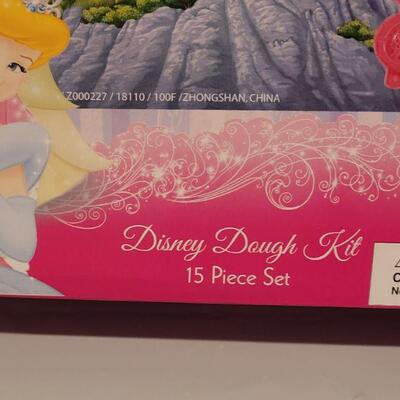 Z000227 / 18110 / 100F /ZHONGSHAN, CHINA
Disney Dough Kit
15 Piece Set